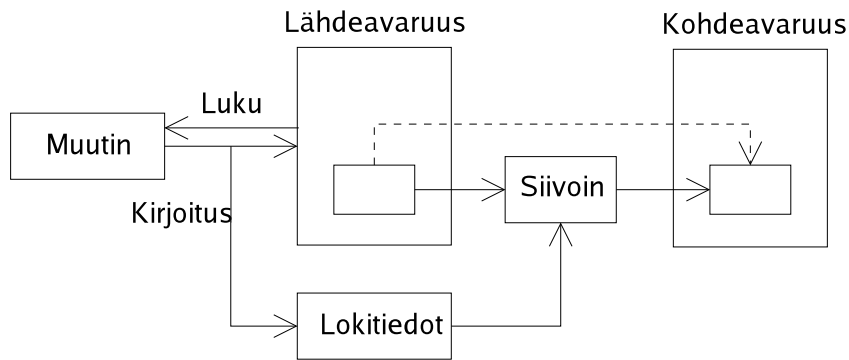 Lähdeavaruus
Kohdeavaruus
Luku
Muutin
Siivoin
Kirjoitus
Lokitiedot